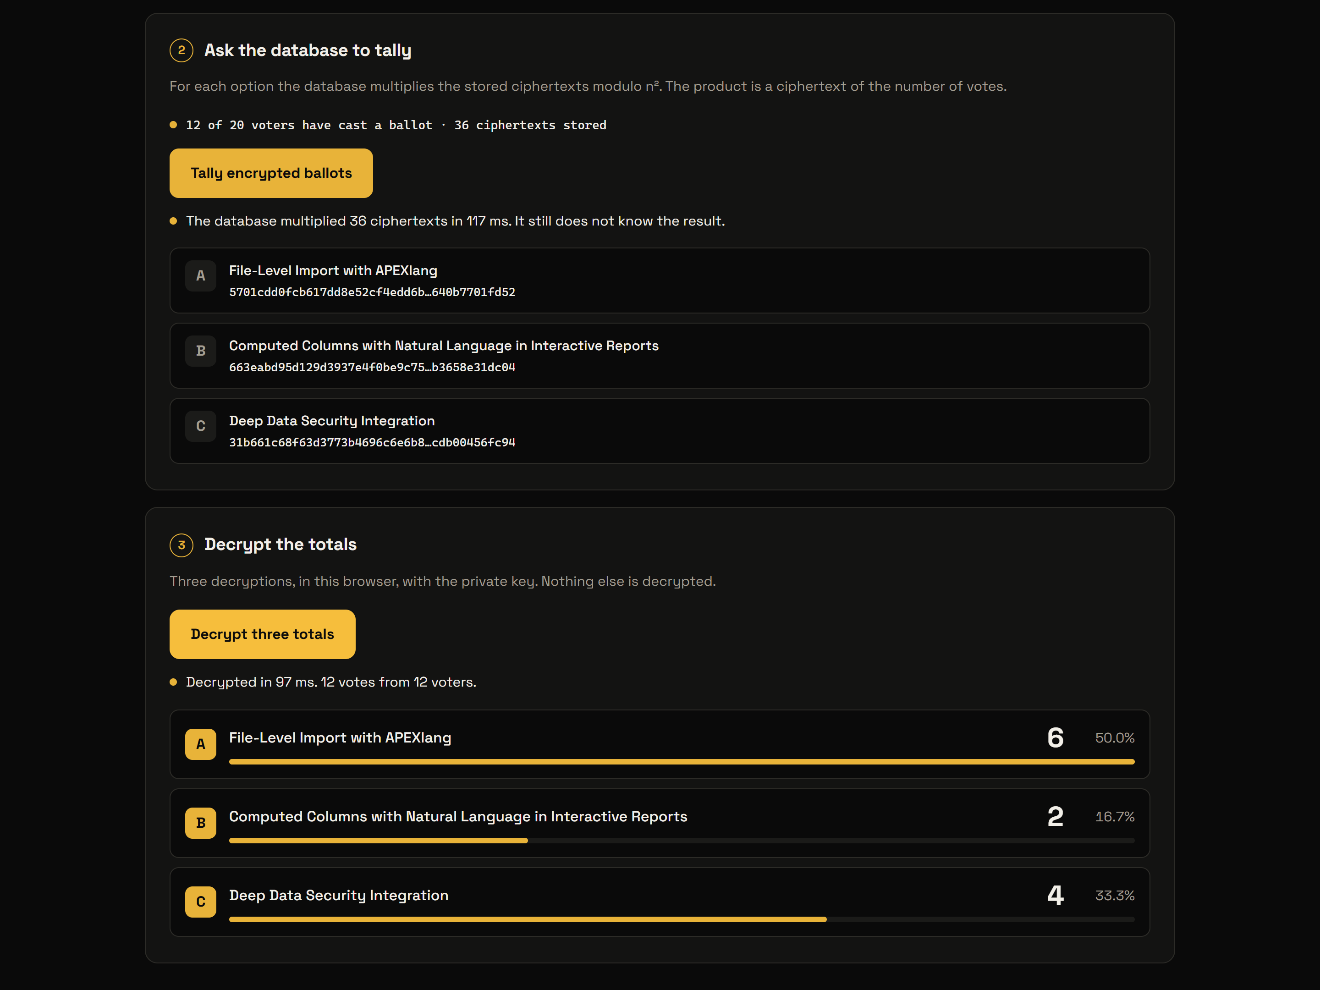 2 Ask the database to tally
For each option the database multiplies the stored ciphertexts modulo n². The product is a ciphertext of the number of votes.
12 of 20 voters have cast a ballot · 36 ciphertexts stored
Tally encrypted ballots
The database multiplied 36 ciphertexts in 117 ms. It still does not know the result.
A File-Level Import with APEXlang
5701cdd0fcb617dd8e52cf4edd6b…640b7701fd52
B Computed Columns with Natural Language in Interactive Reports
663eabd95d129d3937e4f0be9c75…b3658e31dc04
C Deep Data Security Integration
31b661c68f63d3773b4696c6e6b8…cdb00456fc94
3 Decrypt the totals
Three decryptions, in this browser, with the private key. Nothing else is decrypted.
Decrypt three totals
Decrypted in 97 ms. 12 votes from 12 voters.
A File-Level Import with APEXlang 6 50.0%
B Computed Columns with Natural Language in Interactive Reports 2 16.7%
C Deep Data Security Integration 4 33.3%